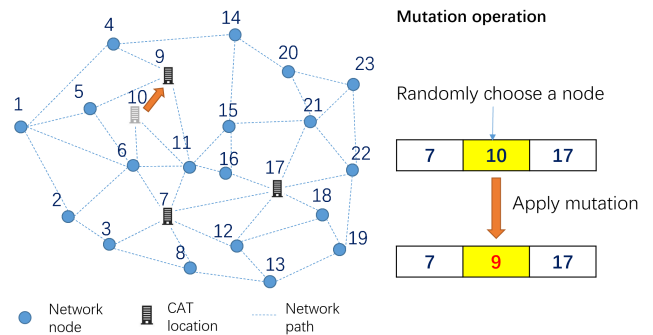 14
4
9
20
23
10
5
1
15
21
11
6
16
17
22
7
2
18
3
12
19
8
13
Network
node
CAT
location
Network
path
Mutation operation
Randomly choose a node
7 10 17
Apply mutation
7 9 17